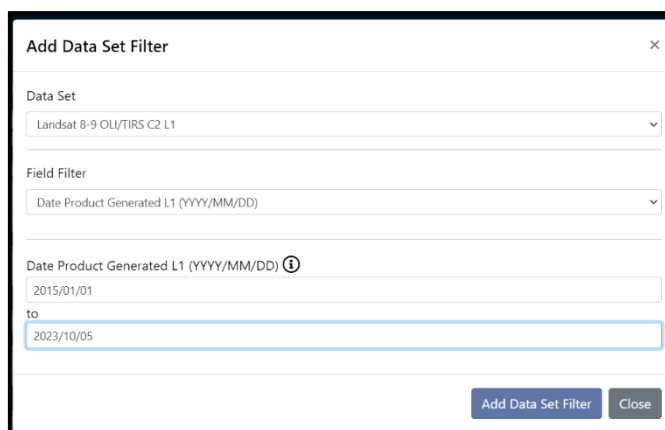 Add Data Set Filter ×
Data Set
Landsat 8-9 OLI/TIRS C2 L1
Field Filter
Date Product Generated L1 (YYYY/MM/DD)
Date Product Generated L1 (YYYY/MM/DD)
2015/01/01
to
2023/10/05
Add Data Set Filter Close